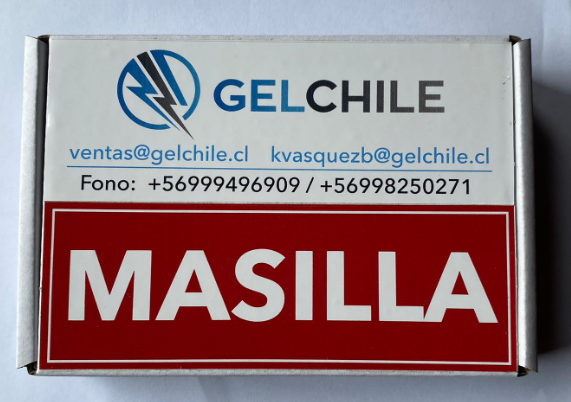 GELCHILE
ventas@gelchile.cl kvasquezb@gelchile.cl
Fono: +56999496909 / +56998250271
MASILLA